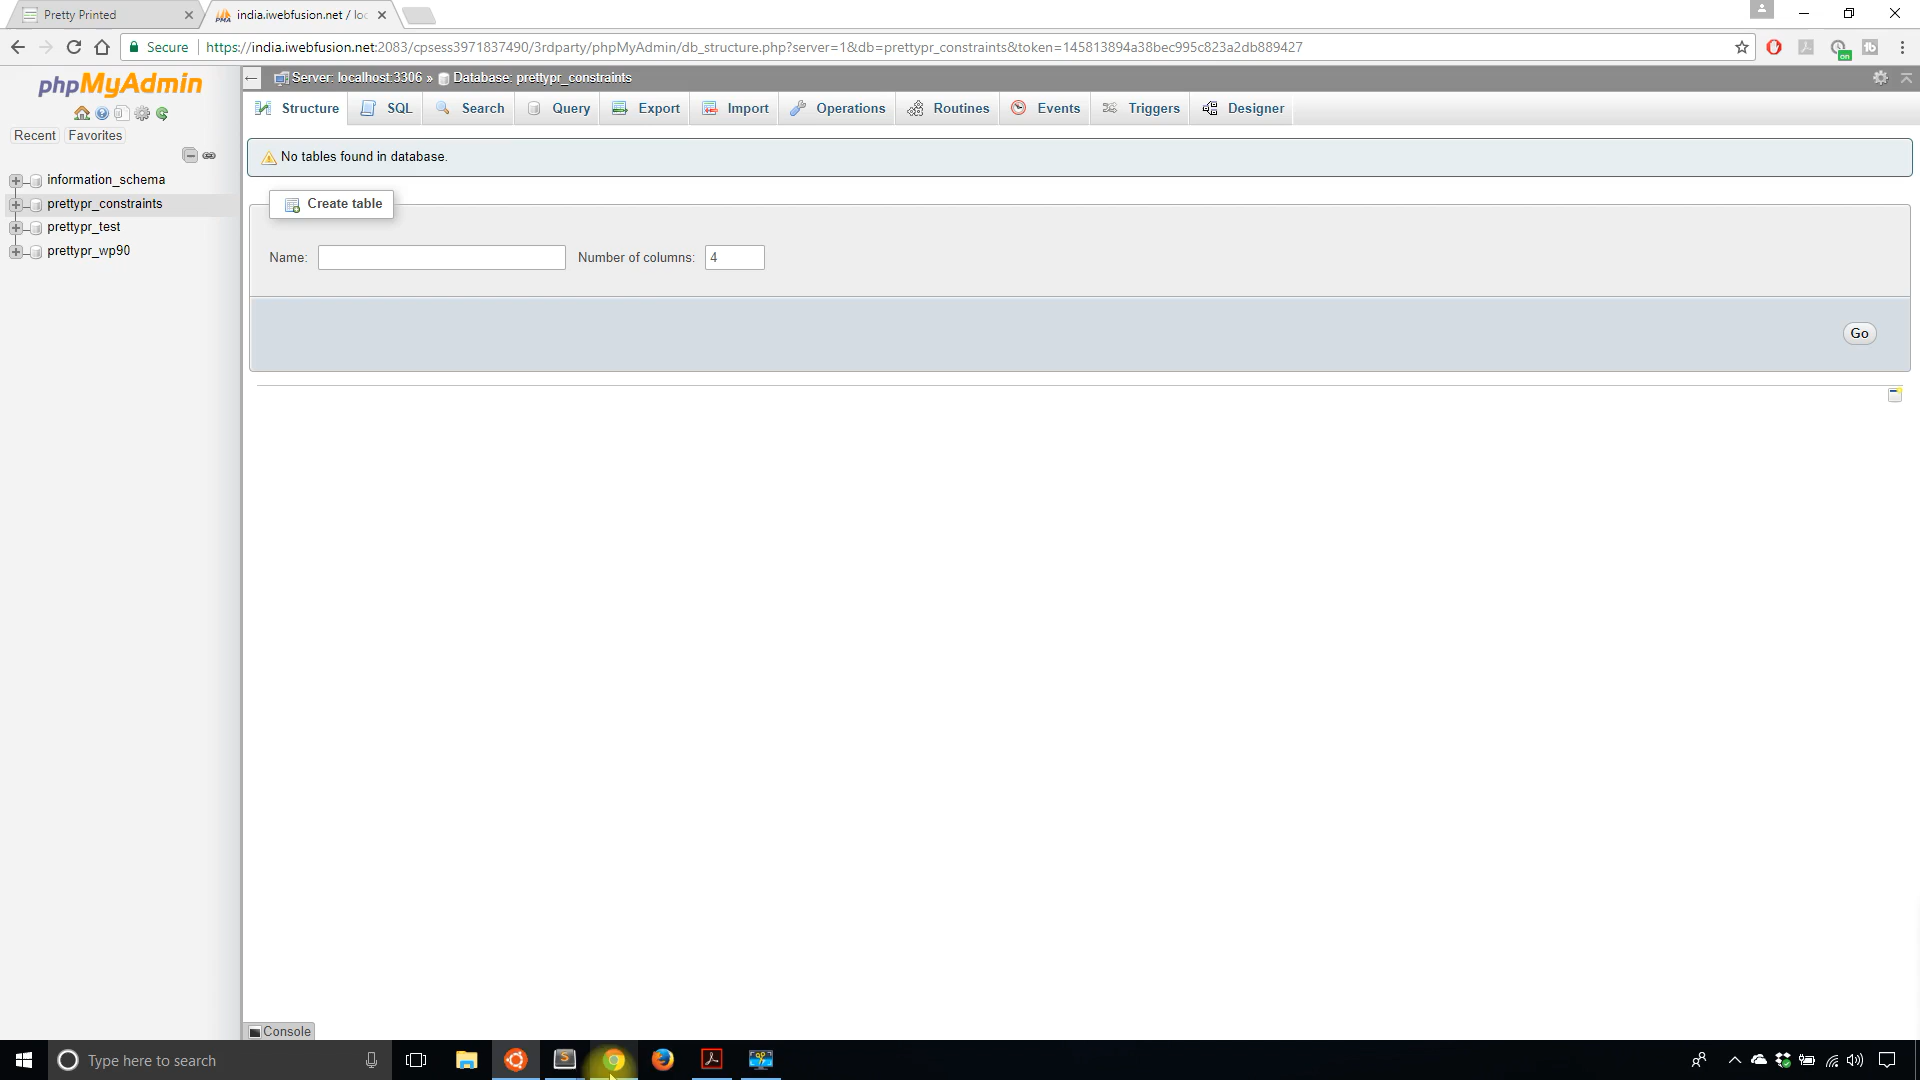 Pretty Printed
india.iwebfusion.net / loc
Secure
https://india.iwebfusion.net:2083/cpsess3971837490/3rdparty/phpMyAdmin/db_structure.php?server=1&db=prettypr_constraints&token=145813894a38bec995c823a2db889427
phpMyAdmin
Server: localhost:3306 » Database: prettypr_constraints
Structure SQL Search Query Export Import Operations Routines Events Triggers Designer
Recent Favorites
No tables found in database.
information_schema
prettypr_constraints
prettypr_test
prettypr_wp90
Create table
Name: Number of columns: 4
Go
Console
Type here to search